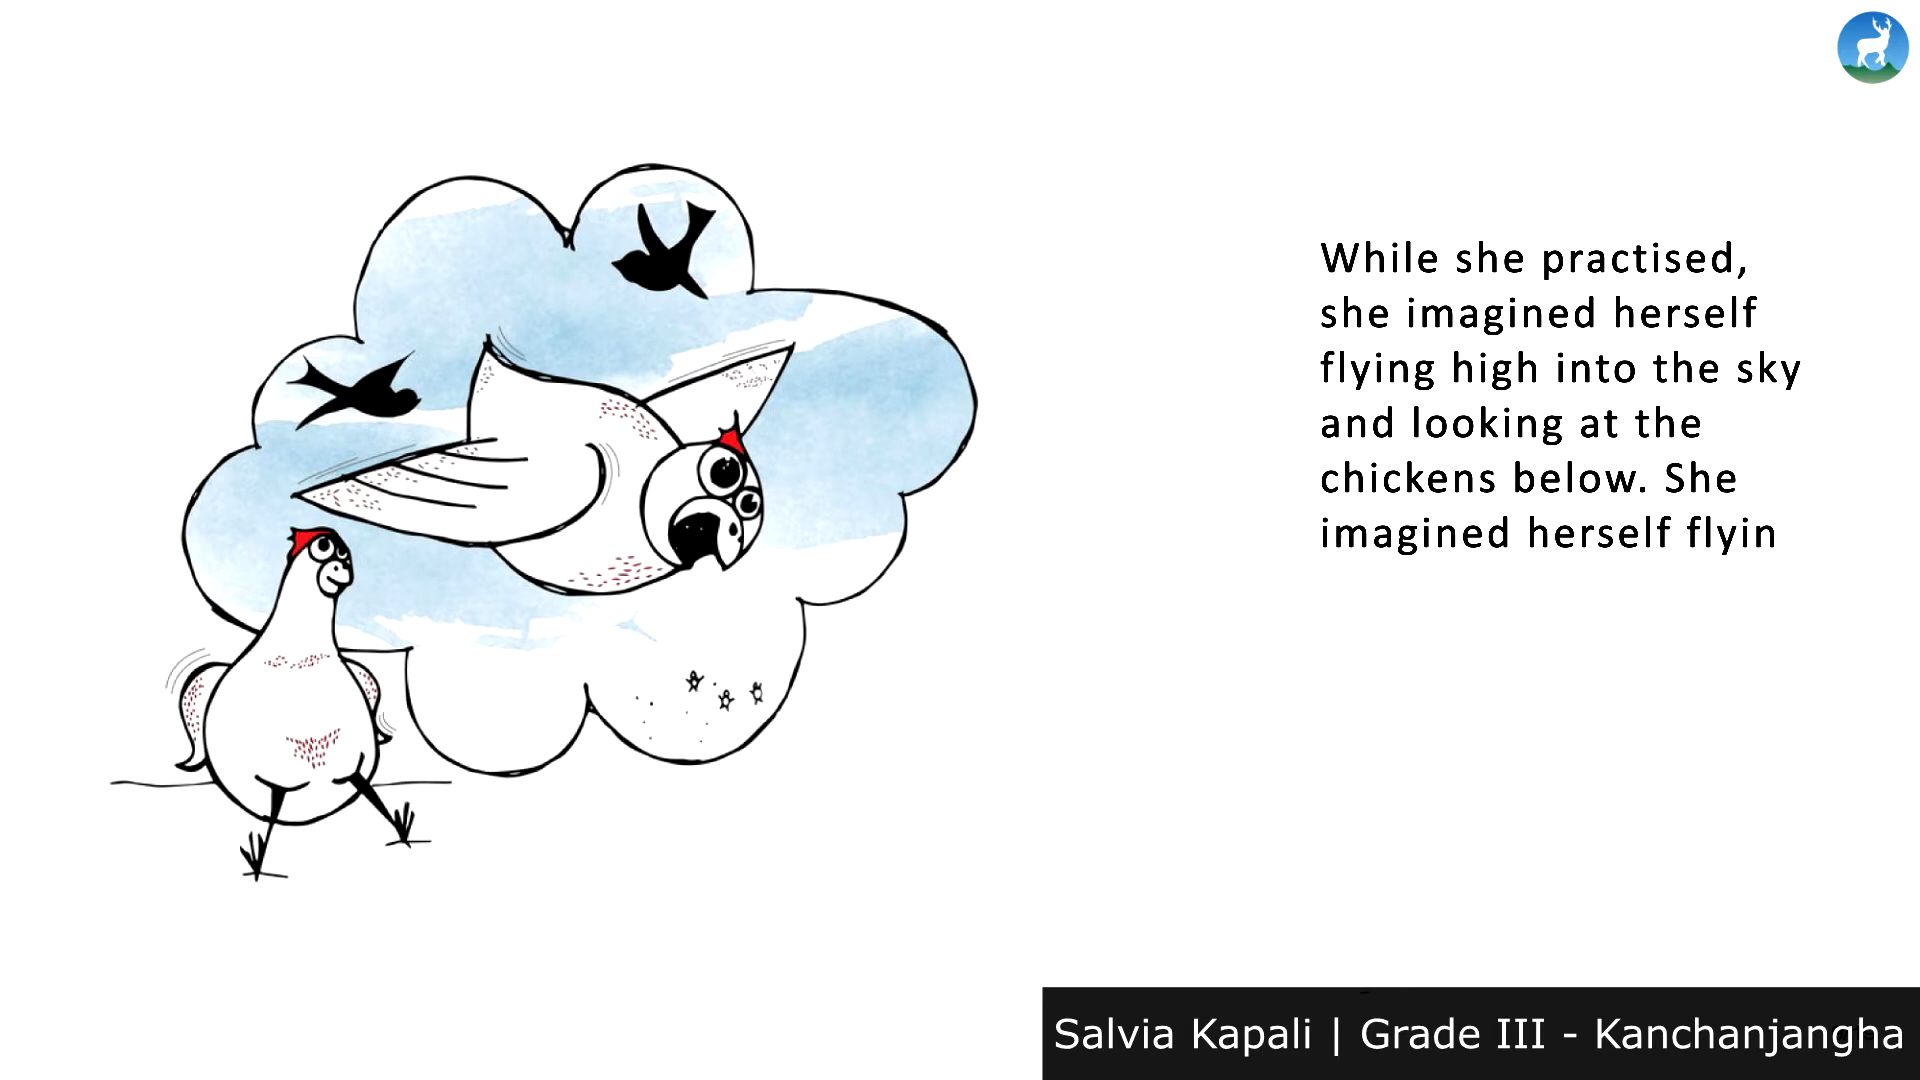 While she practised,
she imagined herself
flying high into the sky
and looking at the
chickens below. She
imagined herself flyin
Salvia Kapali | Grade III - Kanchanjangha